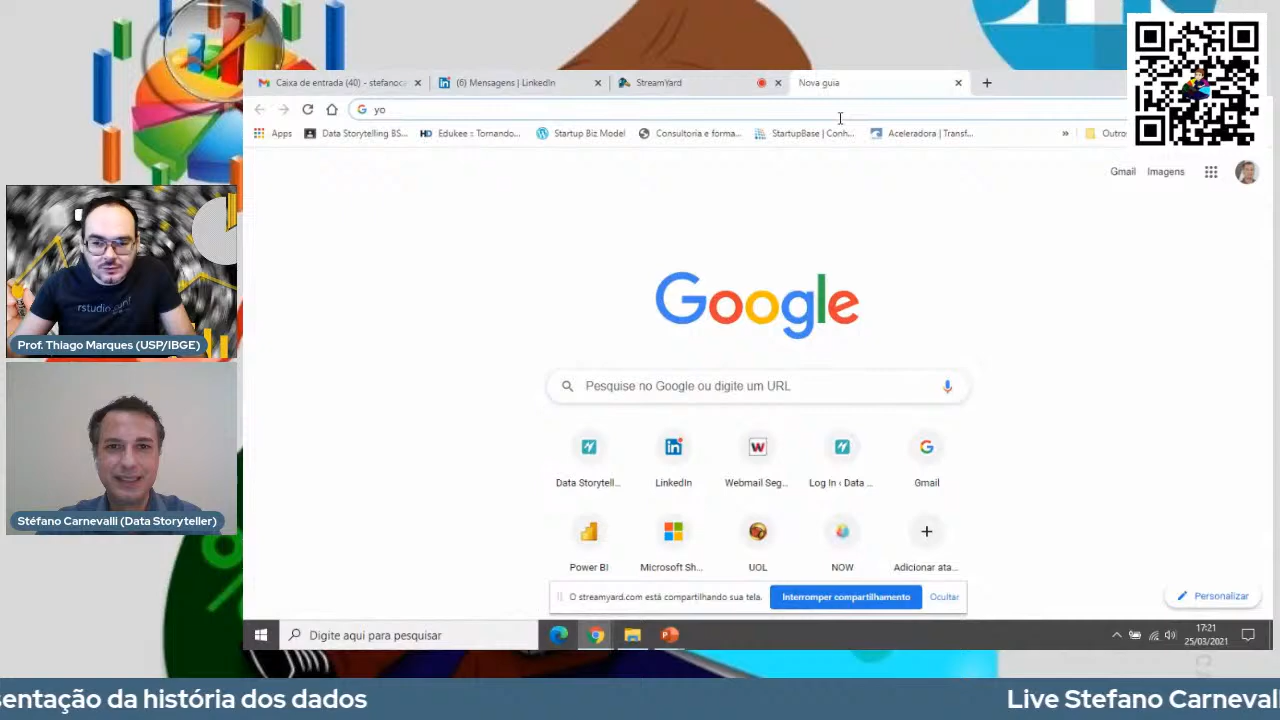 Caixa de entrada (40) - stefanoca
(6) Mensagens | LinkedIn
StreamYard
Nova guia
yo
Apps
Data Storytelling BS...
Edukee :: Tornando...
Startup Biz Model
Consultoria e forma...
StartupBase | Conh...
Aceleradora | Transf...
»
Outro
Gmail
Imagens
Google
Pesquise no Google ou digite um URL
Data Storytell...
LinkedIn
Webmail Seg...
Log In ‹ Data ...
Gmail
Power BI
Microsoft Sh...
UOL
NOW
Adicionar ata...
O streamyard.com está compartilhando sua tela.
Interromper compartilhamento
Ocultar
Personalizar
Digite aqui para pesquisar
17:21
25/03/2021
Prof. Thiago Marques (USP/IBGE)
Stéfano Carnevalli (Data Storyteller)
sentação da história dos dados
Live Stefano Carnevall